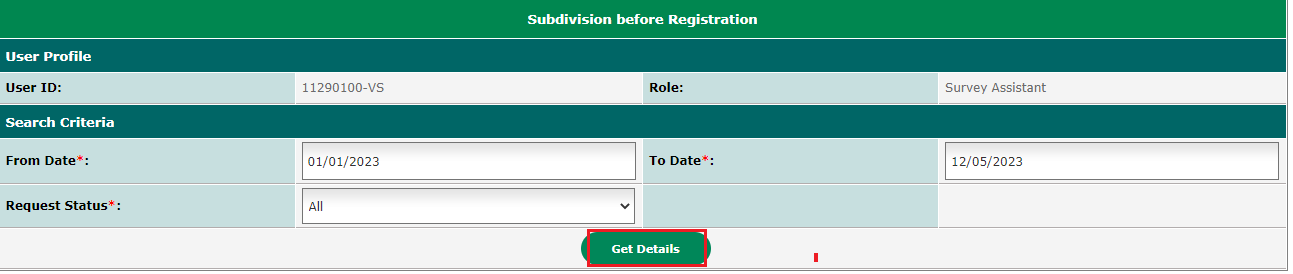 Subdivision before Registration
User Profile
User ID: 11290100-VS Role: Survey Assistant
Search Criteria
From Date*: 01/01/2023 To Date*: 12/05/2023
Request Status*: All
Get Details